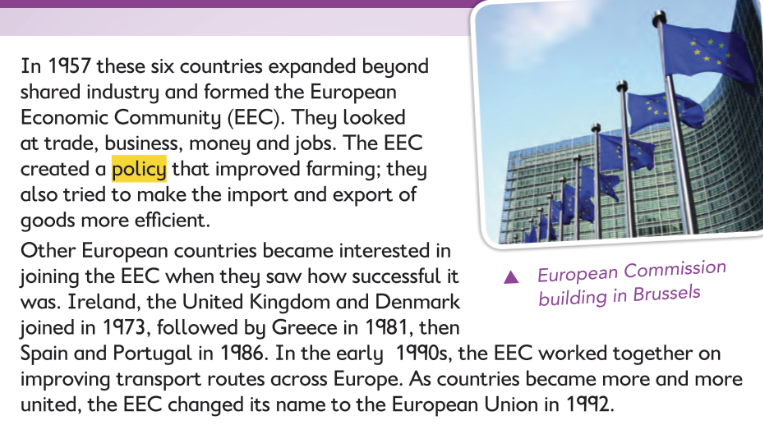 In 1957 these six countries expanded beyond
shared industry and formed the European
Economic Community (EEC). They looked
at trade, business, money and jobs. The EEC
created a policy that improved farming; they
also tried to make the import and export of
goods more efficient.
Other European countries became interested in
joining the EEC when they saw how successful it
was. Ireland, the United Kingdom and Denmark
joined in 1973, followed by Greece in 1981, then
Spain and Portugal in 1986. In the early 1990s, the EEC worked together on
improving transport routes across Europe. As countries became more and more
united, the EEC changed its name to the European Union in 1992.
▲ European Commission
building in Brussels